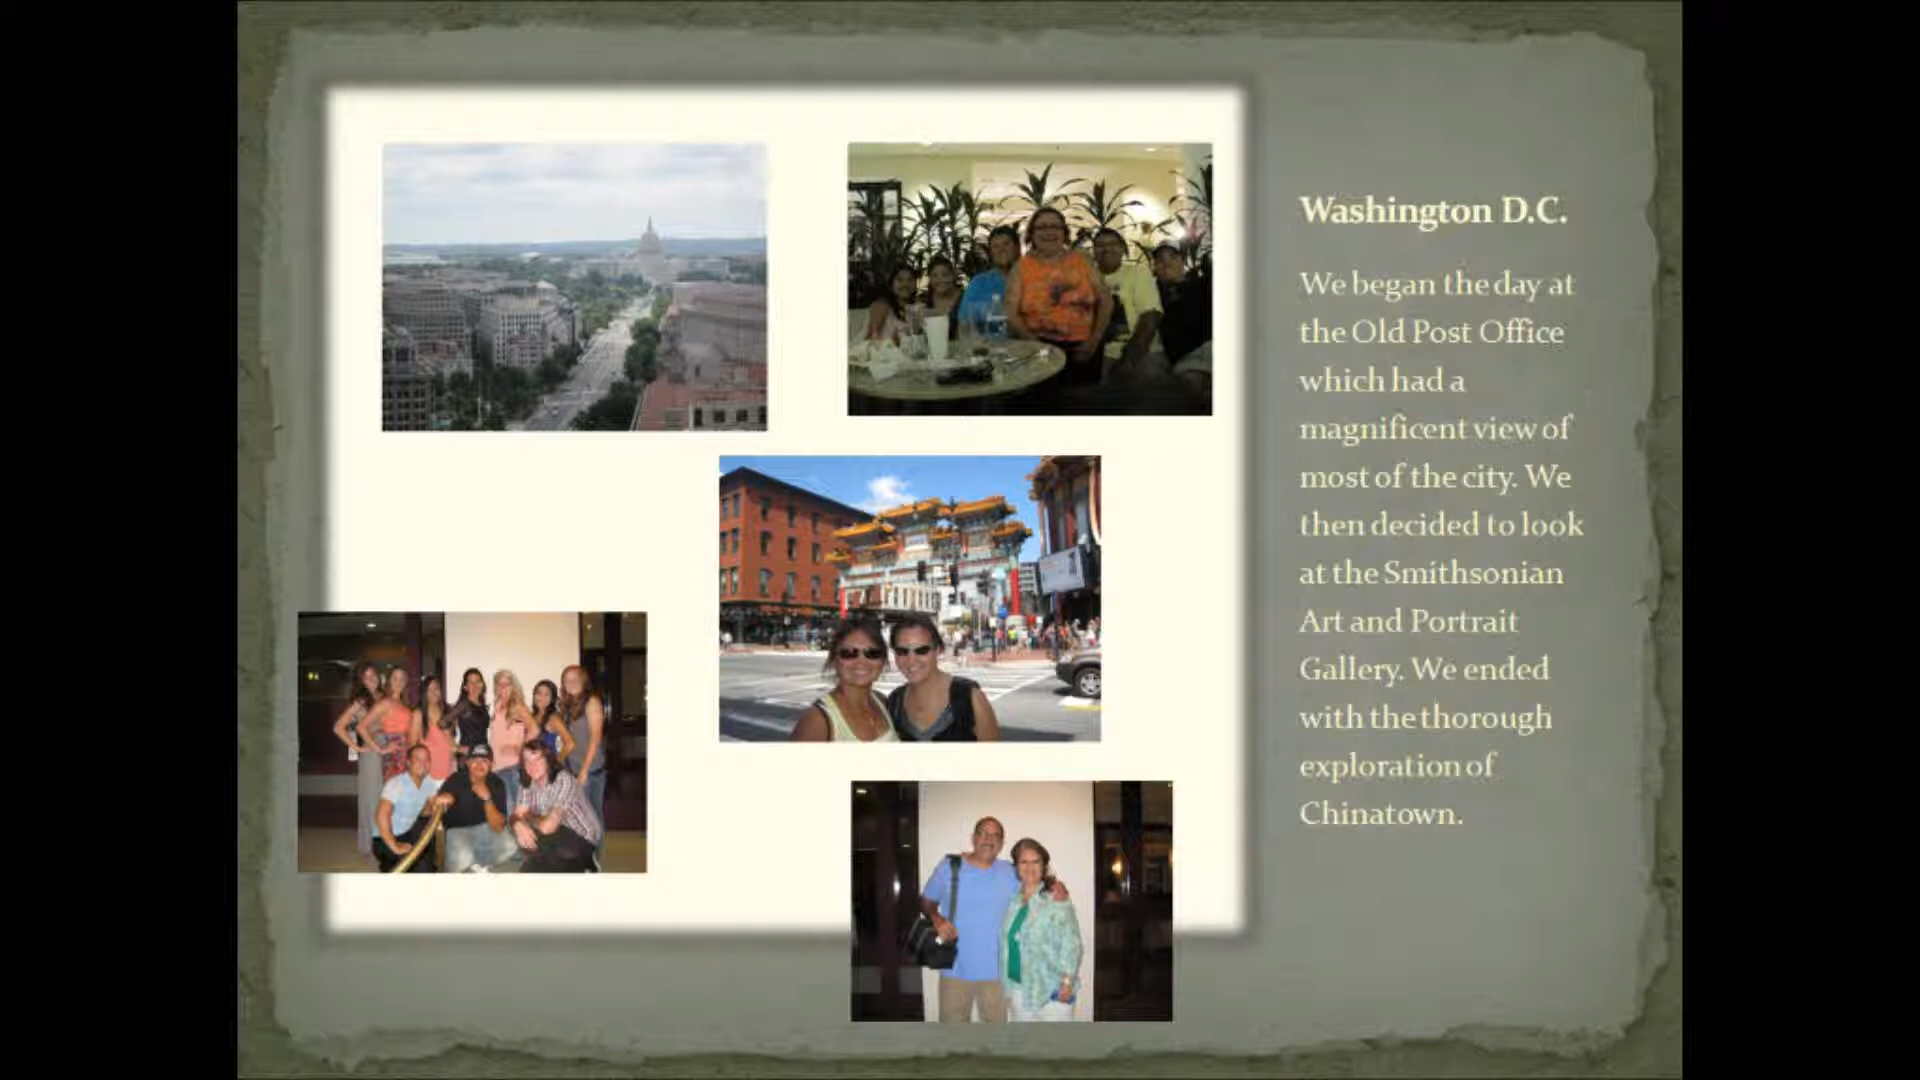 Washington D.C.
We began the day at
the Old Post Office
which had a
magnificent view of
most of the city. We
then decided to look
at the Smithsonian
Art and Portrait
Gallery. We ended
with the thorough
exploration of
Chinatown.